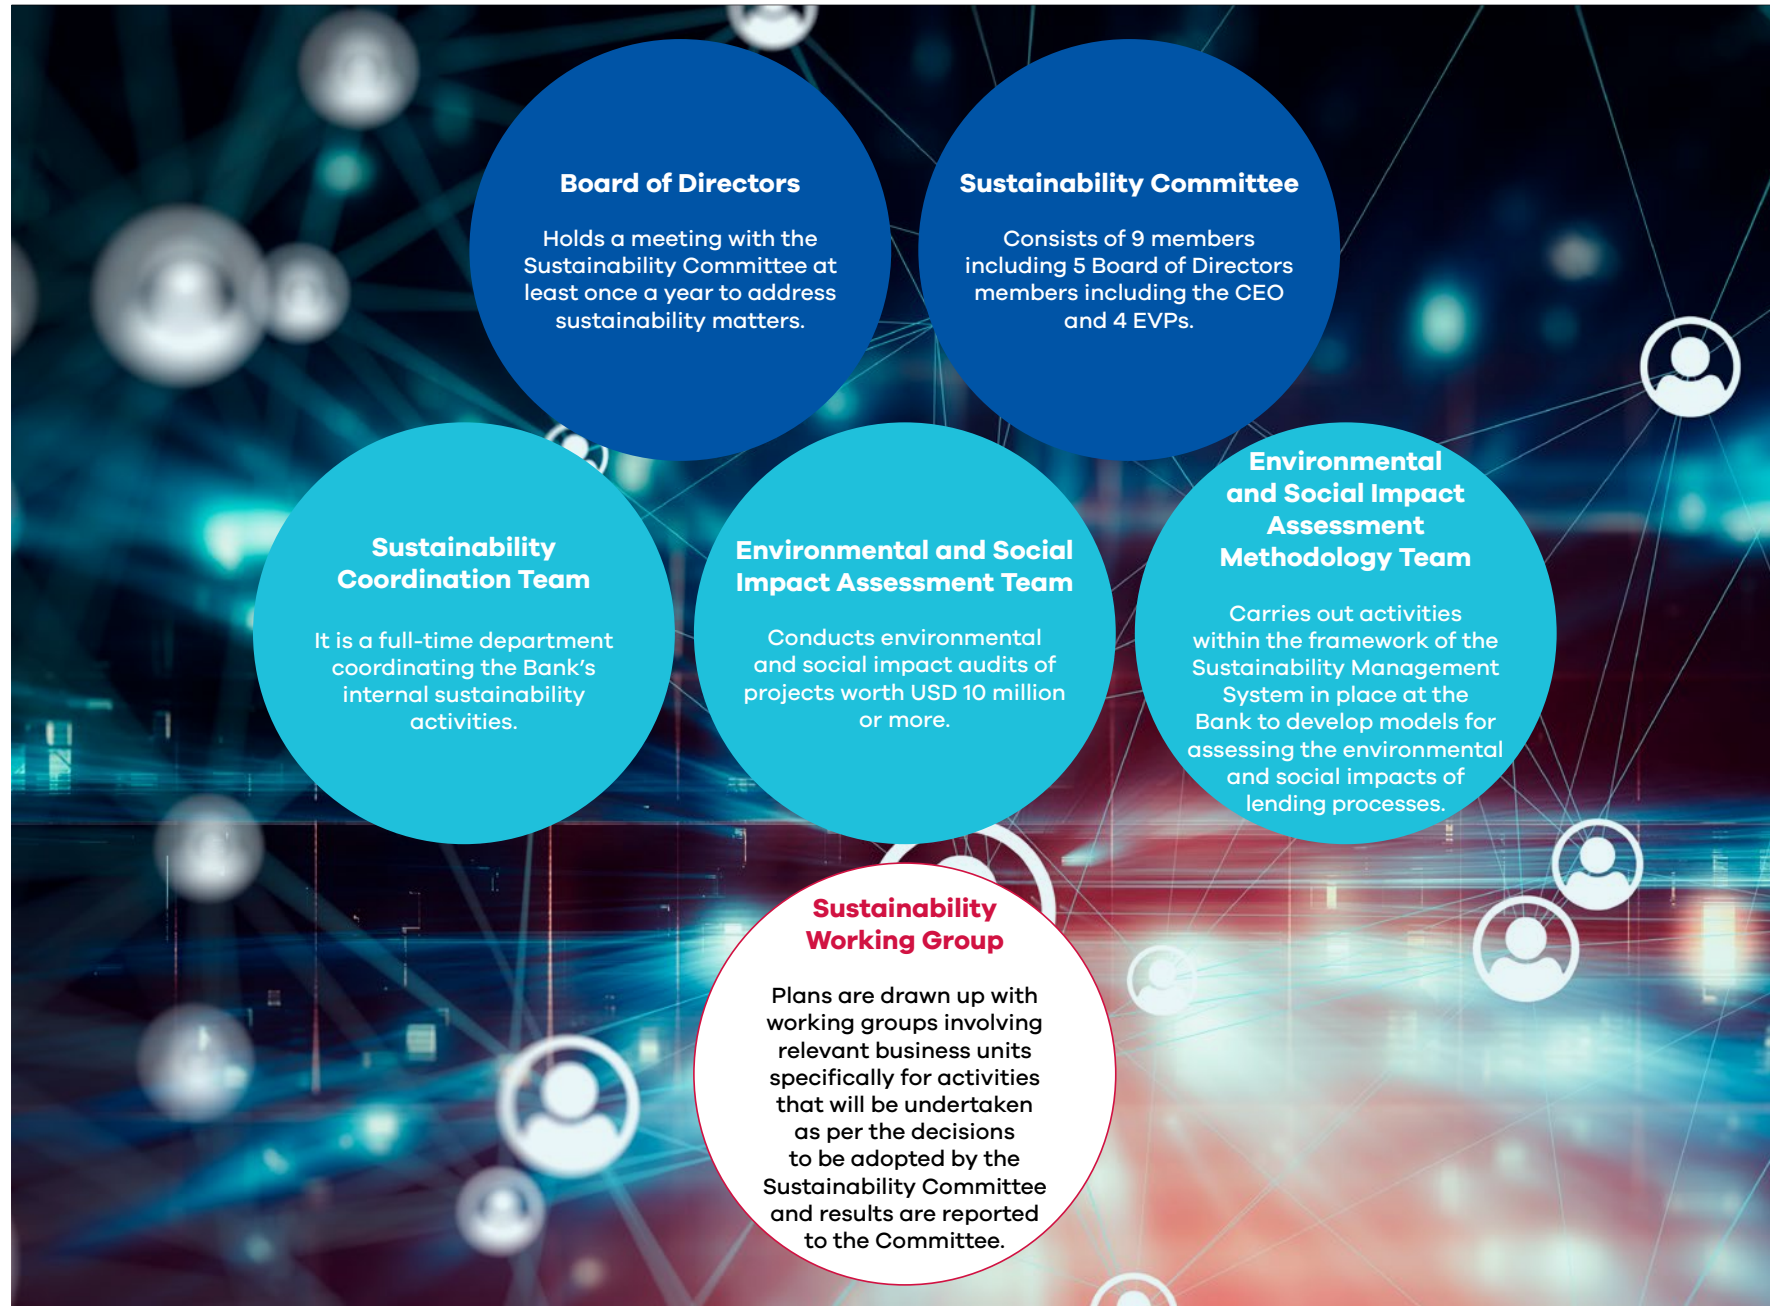 Board of Directors
Holds a meeting with the
Sustainability Committee at
least once a year to address
sustainability matters.
Sustainability Committee
Consists of 9 members
including 5 Board of Directors
members including the CEO
and 4 EVPs.
Sustainability
Coordination Team
It is a full-time department
coordinating the Bank’s
internal sustainability
activities.
Environmental and Social
Impact Assessment Team
Conducts environmental
and social impact audits of
projects worth USD 10 million
or more.
Environmental
and Social Impact
Assessment
Methodology Team
Carries out activities
within the framework of the
Sustainability Management
System in place at the
Bank to develop models for
assessing the environmental
and social impacts of
lending processes.
Sustainability
Working Group
Plans are drawn up with
working groups involving
relevant business units
specifically for activities
that will be undertaken
as per the decisions
to be adopted by the
Sustainability Committee
and results are reported
to the Committee.